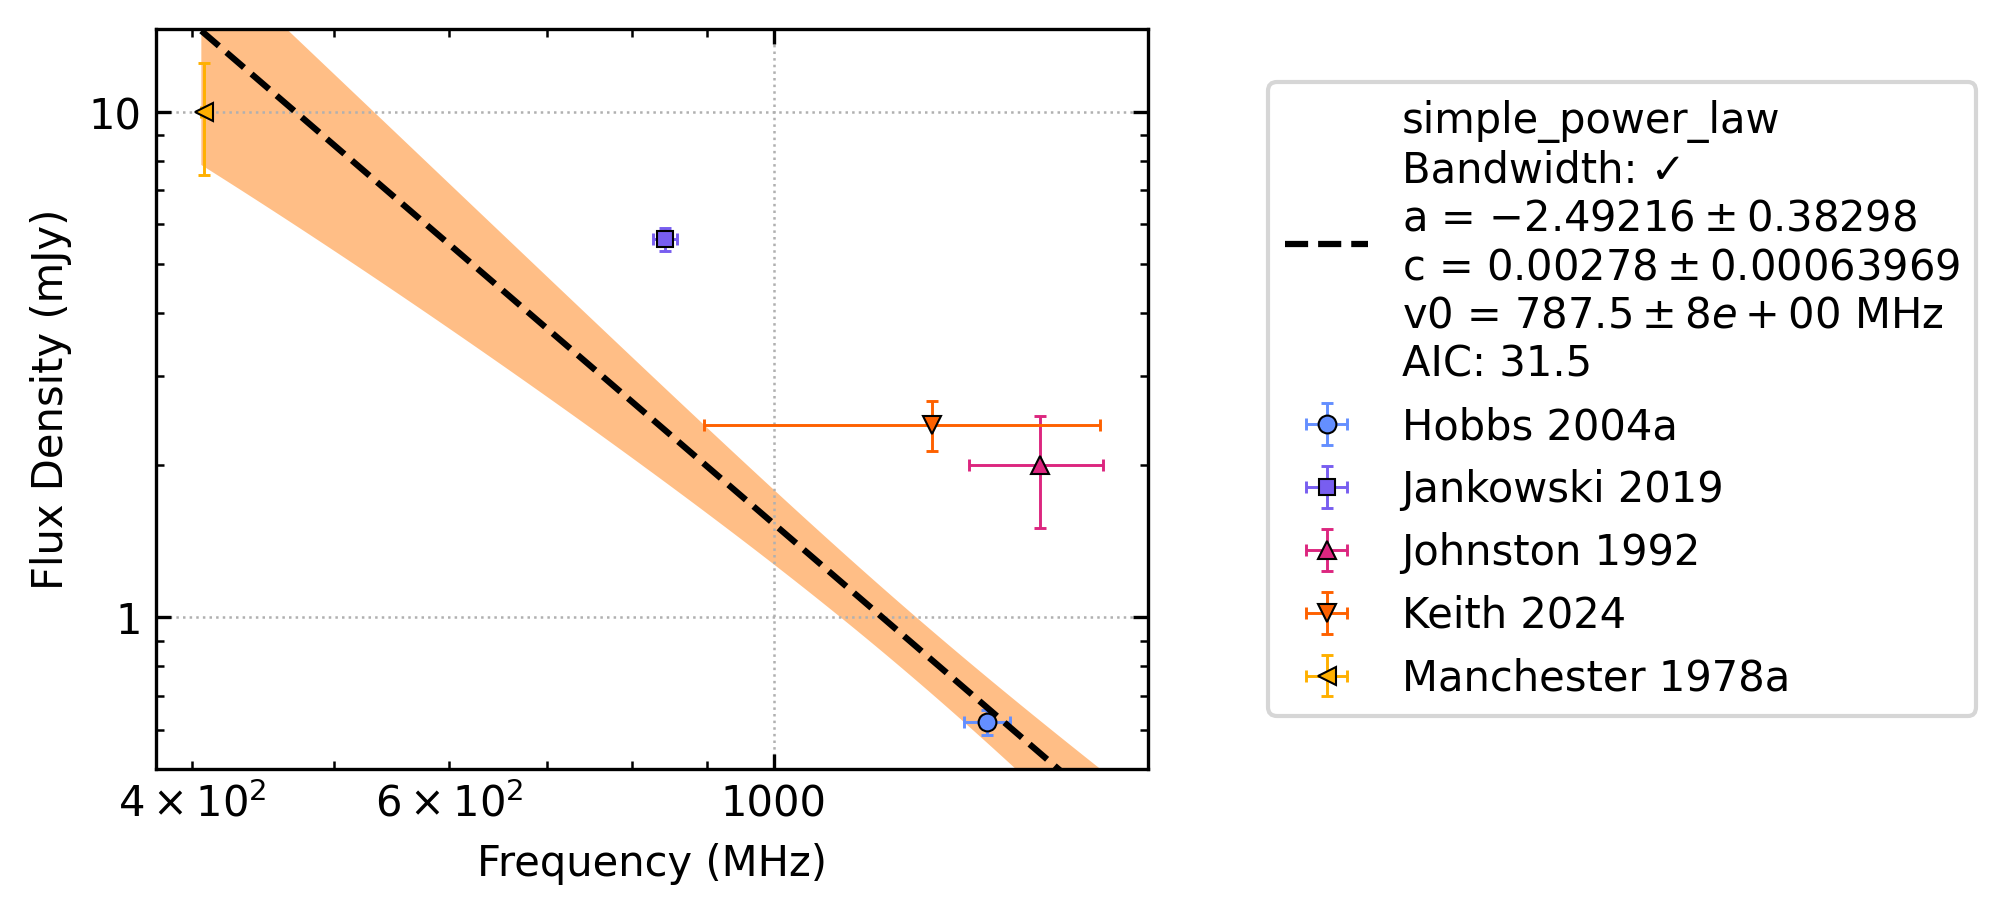 10
1
Flux Density (mJy)
4 × 10²
6 × 10²
1000
Frequency (MHz)
simple_power_law
Bandwidth: ✓
a = −2.49216 ± 0.38298
c = 0.00278 ± 0.00063969
v0 = 787.5 ± 8e + 00 MHz
AIC: 31.5
Hobbs 2004a
Jankowski 2019
Johnston 1992
Keith 2024
Manchester 1978a